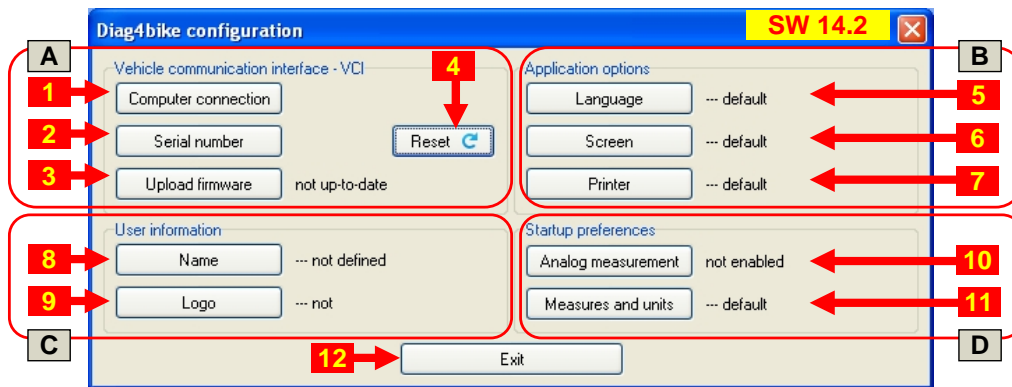 Diag4bike configuration
SW 14.2
A
Vehicle communication interface - VCI
4
1
Computer connection
2
Serial number
Reset
3
Upload firmware
not up-to-date
B
Application options
Language
--- default
5
Screen
--- default
6
Printer
--- default
7
User information
8
Name
--- not defined
9
Logo
--- not
C
Startup preferences
Analog measurement
not enabled
10
Measures and units
--- default
11
D
12
Exit